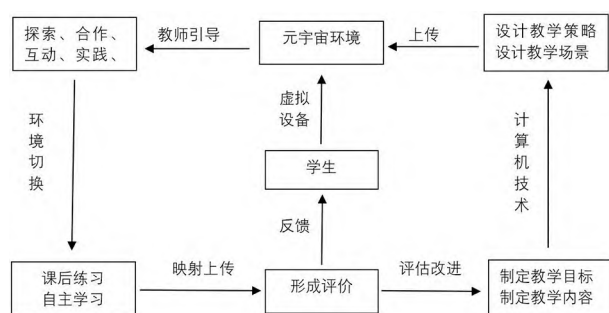 探索、合作、
互动、实践、
教师引导
元宇宙环境
上传
设计教学策略
设计教学场景
环境切换
虚拟
设备
计算机技术
学生
反馈
课后练习
自主学习
映射上传
形成评价
评估改进
制定教学目标
制定教学内容